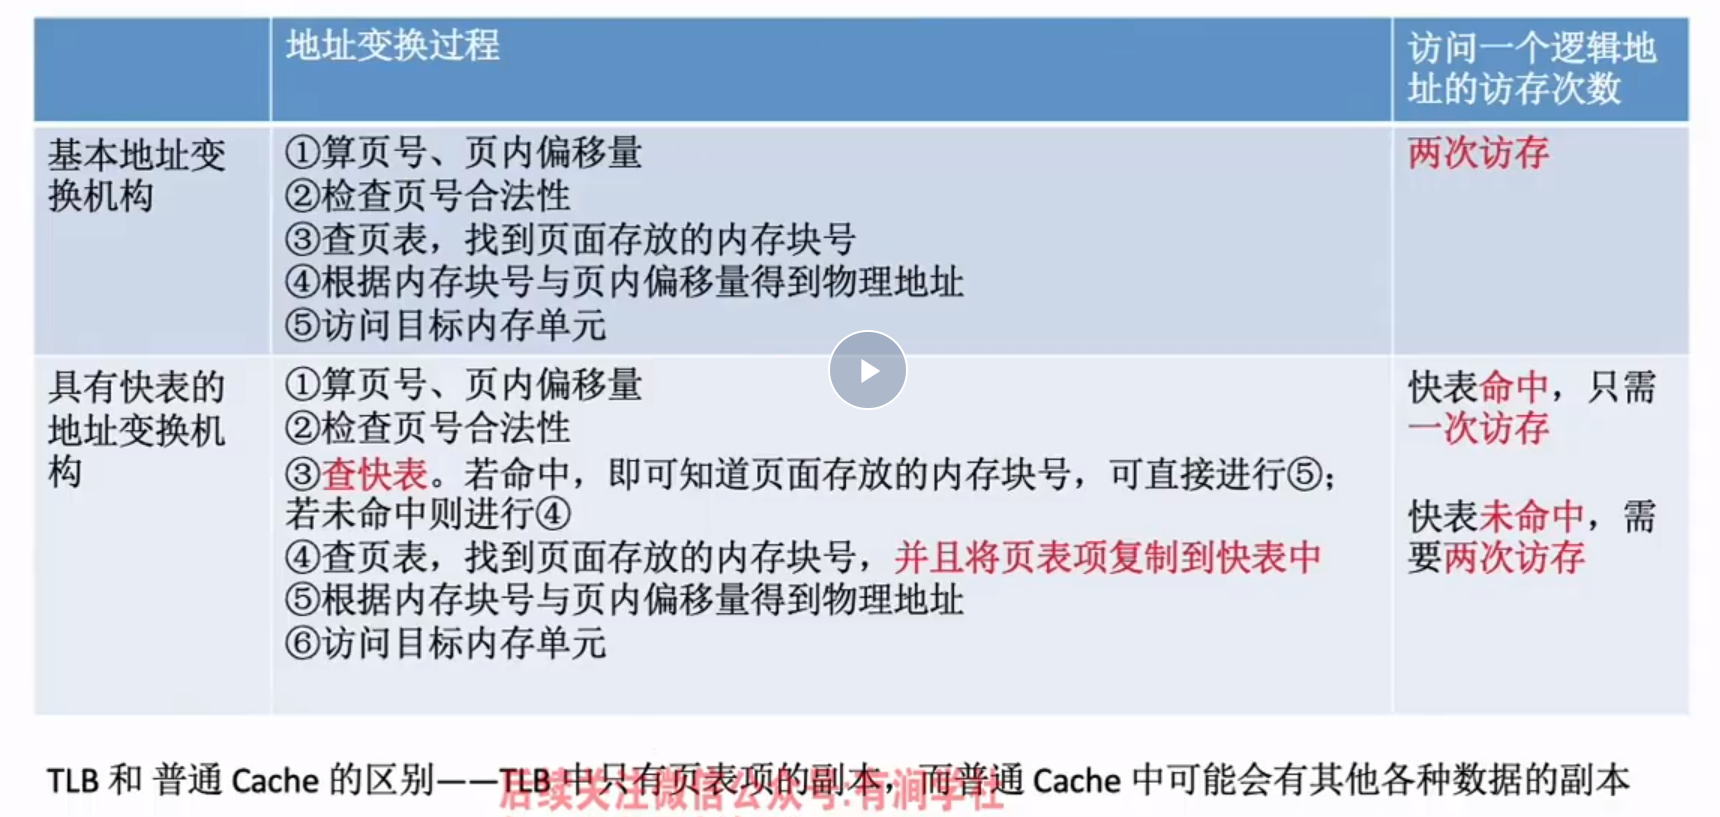 地址变换过程
访问一个逻辑地
址的访存次数
基本地址变
换机构
①算页号、页内偏移量
②检查页号合法性
③查页表，找到页面存放的内存块号
④根据内存块号与页内偏移量得到物理地址
⑤访问目标内存单元
两次访存
具有快表的
地址变换机
构
①算页号、页内偏移量
②检查页号合法性
③查快表。若命中，即可知道页面存放的内存块号，可直接进行⑤；
若未命中则进行④
④查页表，找到页面存放的内存块号，并且将页表项复制到快表中
⑤根据内存块号与页内偏移量得到物理地址
⑥访问目标内存单元
快表命中，只需
一次访存
快表未命中，需
要两次访存
TLB 和 普通 Cache 的区别——TLB 中只有页表项的副本，而普通 Cache 中可能会有其他各种数据的副本
后续关注微信公众号:有涧学社